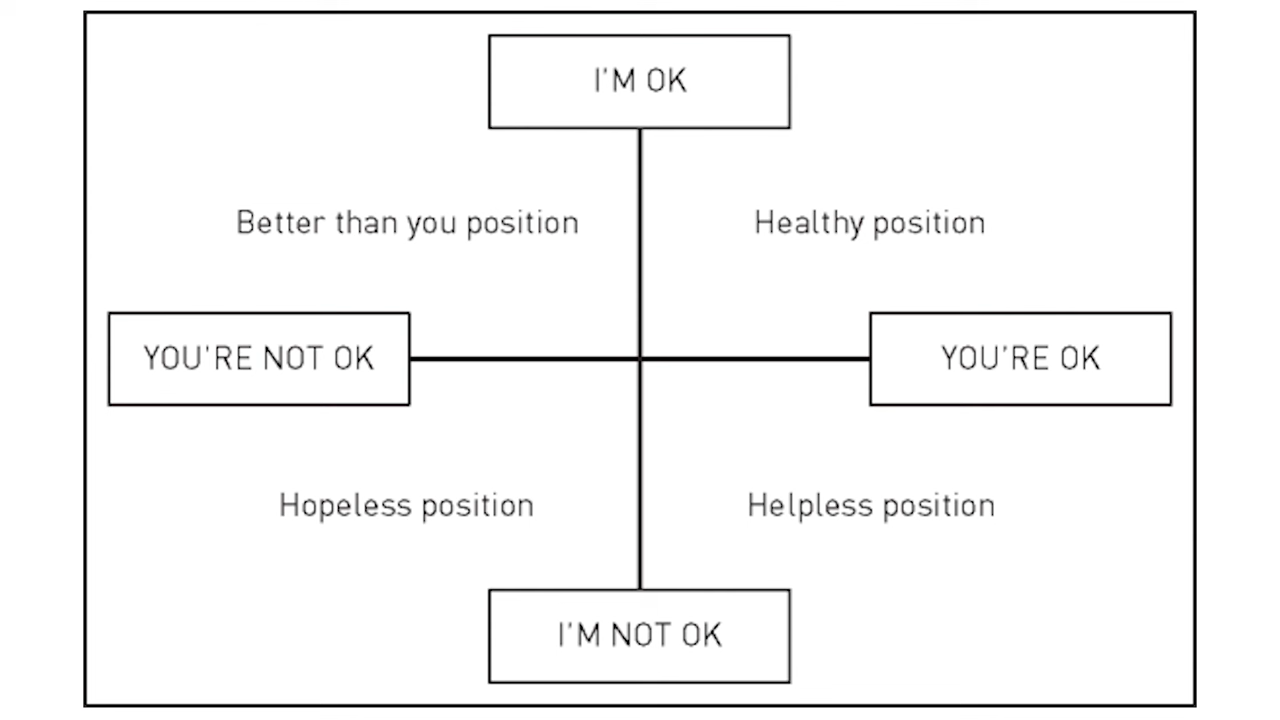 I'M OK
Better than you position
Healthy position
YOU'RE NOT OK
YOU'RE OK
Hopeless position
Helpless position
I'M NOT OK